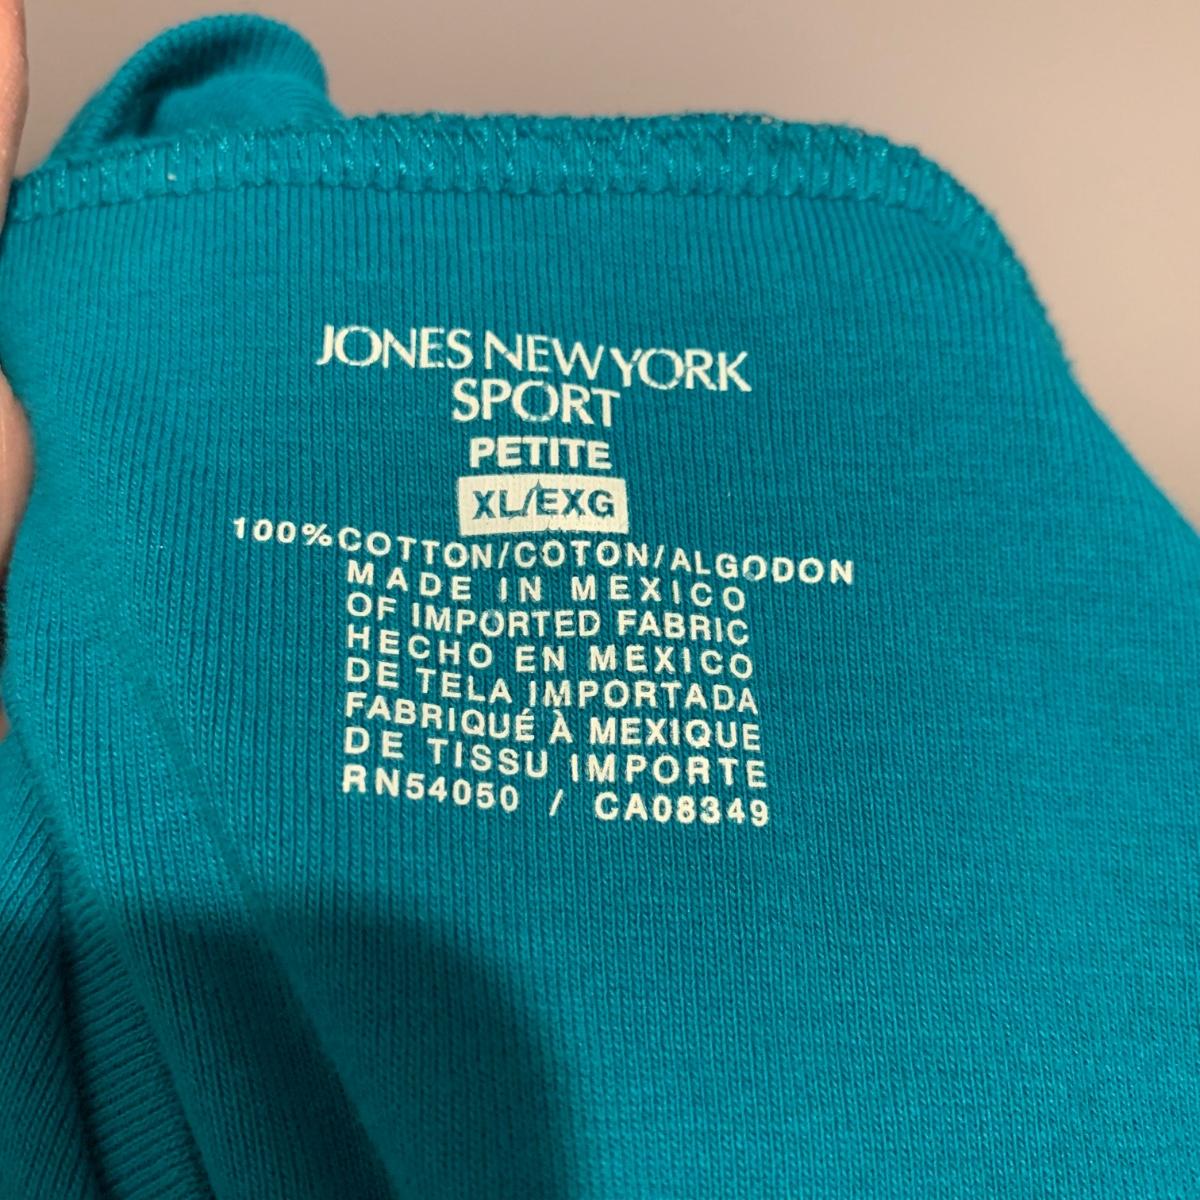 JONES NEW YORK
SPORT
PETITE
XL/EXG
100% COTTON/COTON/ALGODON
MADE IN MEXICO
OF IMPORTED FABRIC
HECHO EN MEXICO
DE TELA IMPORTADA
FABRIQUÉ À MEXIQUE
DE TISSU IMPORTE
RN54050 / CA08349